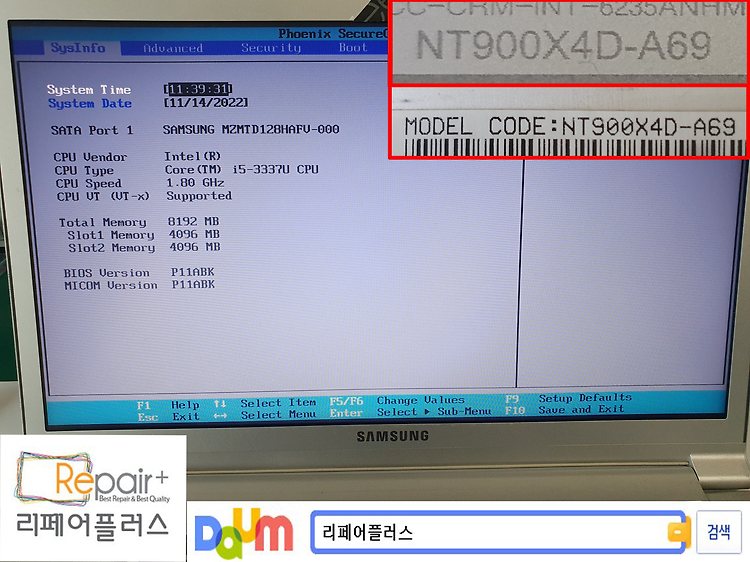 Phoenix SecureC
SysInfo Advanced Security Boot
System Time [11:39:31]
System Date [11/14/2022]
SATA Port 1 SAMSUNG MZMTD128HAFV-000
CPU Vendor Intel(R)
CPU Type Core(TM) i5-3337U CPU
CPU Speed 1.80 GHz
CPU VT (VT-x) Supported
Total Memory 8192 MB
Slot1 Memory 4096 MB
Slot2 Memory 4096 MB
BIOS Version P11ABK
MICOM Version P11ABK
F1 Help ↑↓ Select Item F5/F6 Change Values F9 Setup Defaults
Esc Exit ←→ Select Menu Enter Select ▶ Sub-Menu F10 Save and Exit
SAMSUNG
CC-CRM-INT-6235ANHM
NT900X4D-A69
MODEL CODE:NT900X4D-A69
Repair+
Best Repair & Best Quality
리페어플러스
Daum 리페어플러스 검색